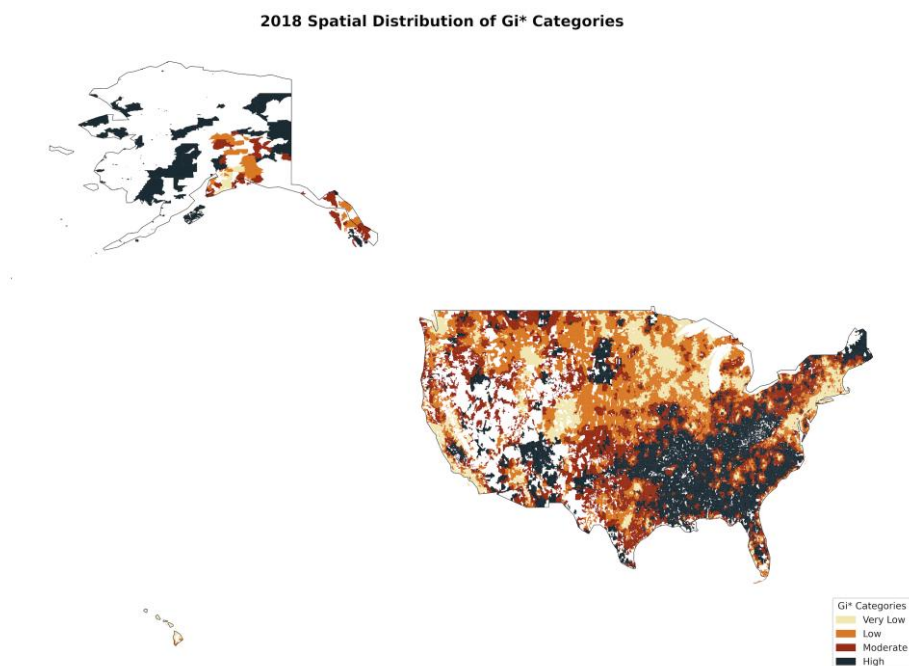 2018 Spatial Distribution of Gi* Categories
Gi* Categories
Very Low
Low
Moderate
High